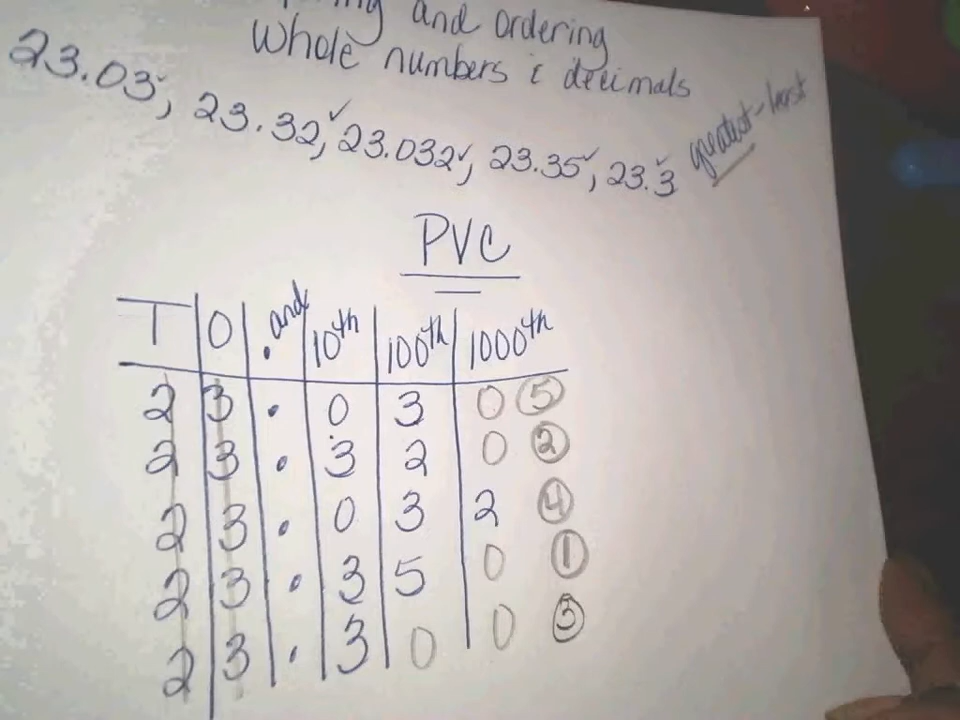 and ordering
Whole numbers & decimals
23.03, 23.32, 23.032, 23.35, 23.3 greatest - least
PVC
T O . and 10th 100th 1000th
2 3 . 0 3 0 5
2 3 . 3 2 0 2
2 3 . 0 3 2 4
2 3 . 3 5 0 1
2 3 . 3 0 0 3